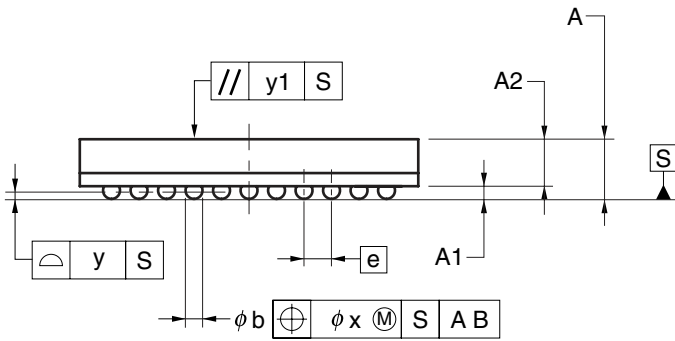 A
A2
// y1 S
S
A1
e
⌓ y S
φb ⌖ φx Ⓜ S A B